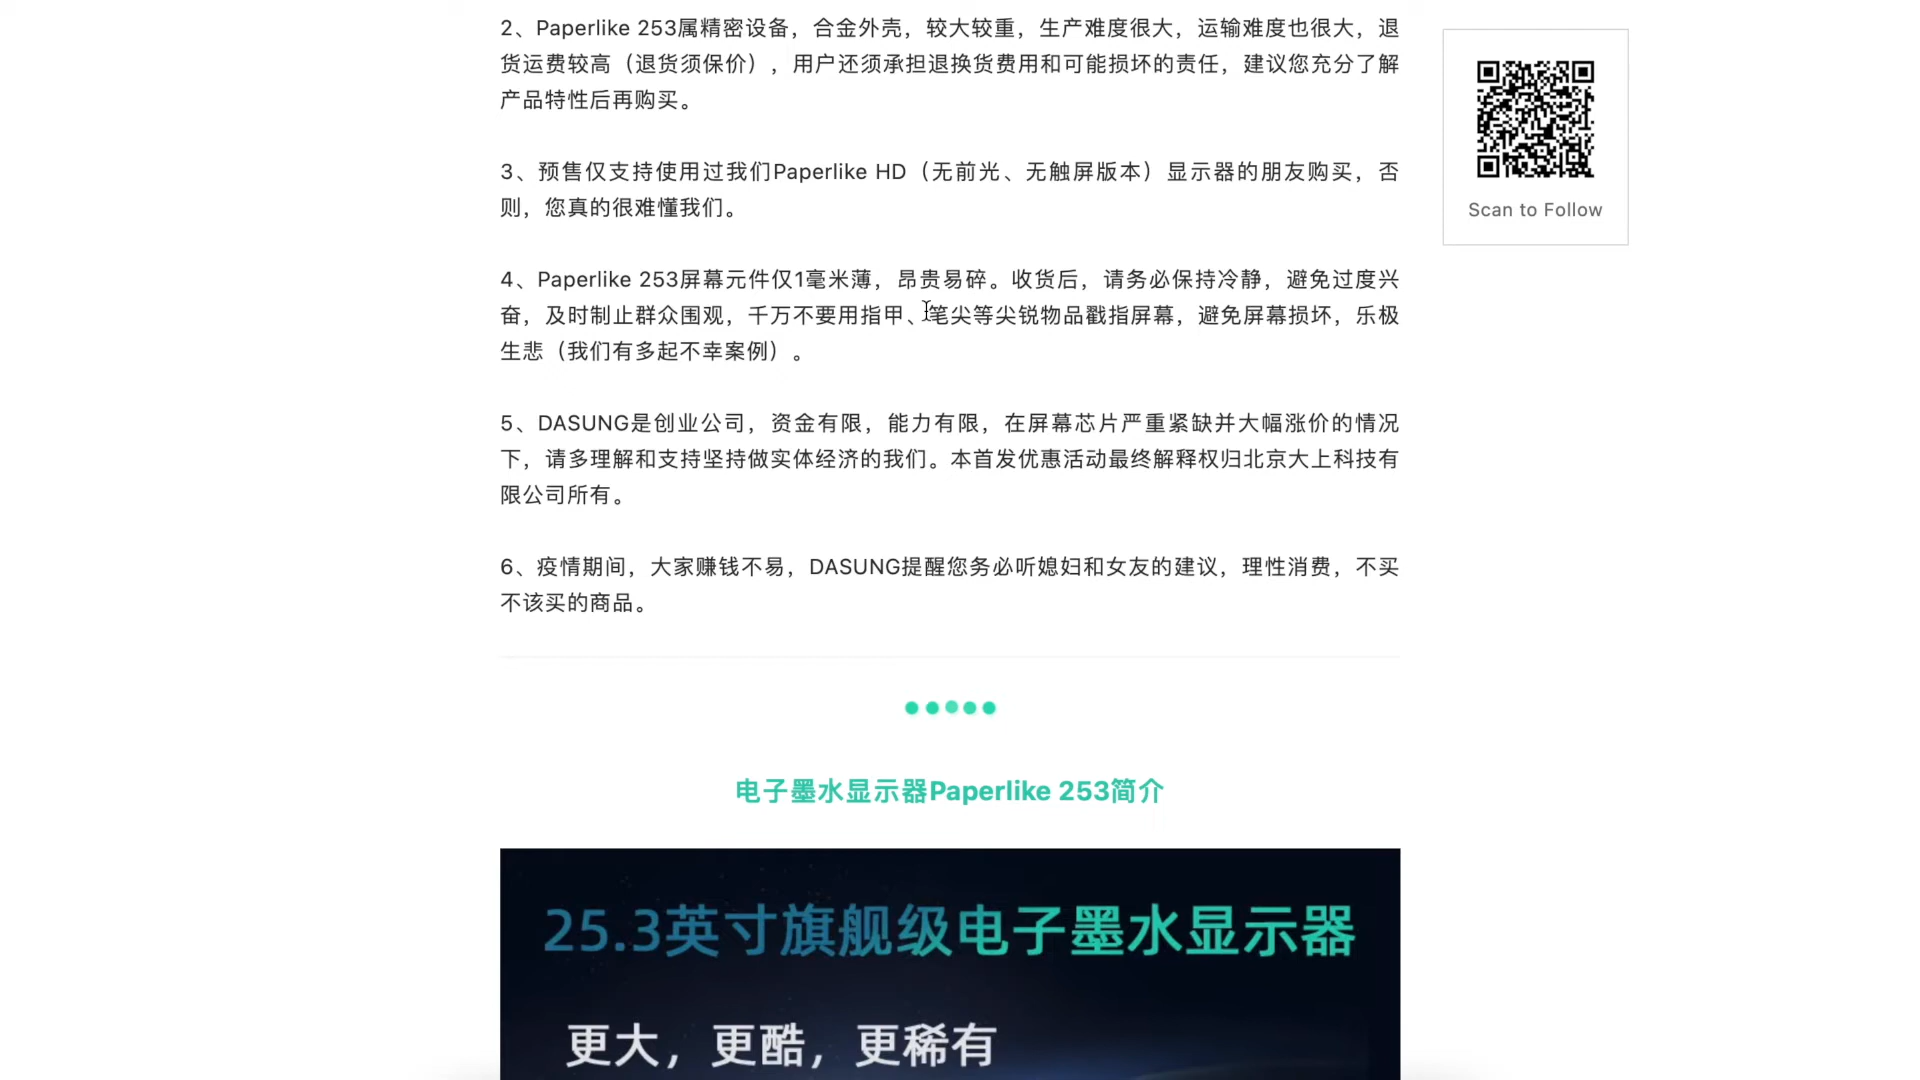 2、Paperlike 253属精密设备，合金外壳，较大较重，生产难度很大，运输难度也很大，退
货运费较高（退货须保价），用户还须承担退换货费用和可能损坏的责任，建议您充分了解
产品特性后再购买。
3、预售仅支持使用过我们Paperlike HD（无前光、无触屏版本）显示器的朋友购买，否
则，您真的很难懂我们。
4、Paperlike 253屏幕元件仅1毫米薄，昂贵易碎。收货后，请务必保持冷静，避免过度兴
奋，及时制止群众围观，千万不要用指甲、笔尖等尖锐物品戳指屏幕，避免屏幕损坏，乐极
生悲（我们有多起不幸案例）。
5、DASUNG是创业公司，资金有限，能力有限，在屏幕芯片严重紧缺并大幅涨价的情况
下，请多理解和支持坚持做实体经济的我们。本首发优惠活动最终解释权归北京大上科技有
限公司所有。
6、疫情期间，大家赚钱不易，DASUNG提醒您务必听媳妇和女友的建议，理性消费，不买
不该买的商品。
电子墨水显示器Paperlike 253简介
25.3英寸旗舰级电子墨水显示器
更大，更酷，更稀有
Scan to Follow